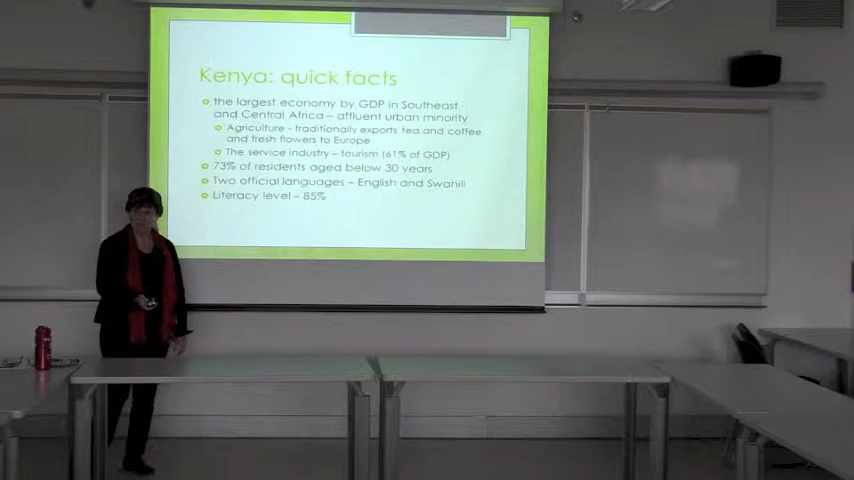 Kenya: quick facts
the largest economy by GDP in Southeast
and Central Africa – affluent urban minority
Agriculture - traditionally exports tea and coffee
and fresh flowers to Europe
The service industry – tourism (61% of GDP)
73% of residents aged below 30 years
Two official languages – English and Swahili
Literacy level – 85%